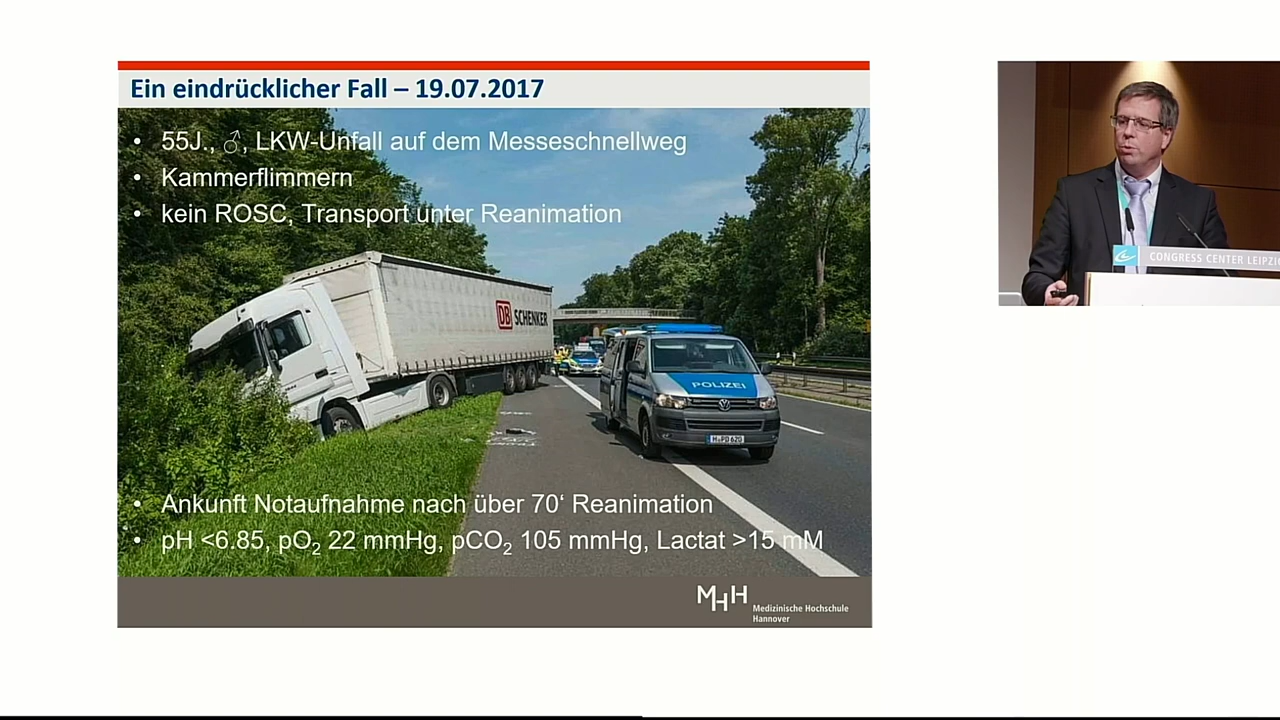 Ein eindrücklicher Fall – 19.07.2017
• 55J., ♂, LKW-Unfall auf dem Messeschnellweg
• Kammerflimmern
• kein ROSC, Transport unter Reanimation
DB SCHENKER
POLIZEI
• Ankunft Notaufnahme nach über 70‘ Reanimation
• pH <6.85, pO₂ 22 mmHg, pCO₂ 105 mmHg, Lactat >15 mM
MHH
Medizinische Hochschule
Hannover
CONGRESS CENTER LEIPZIG